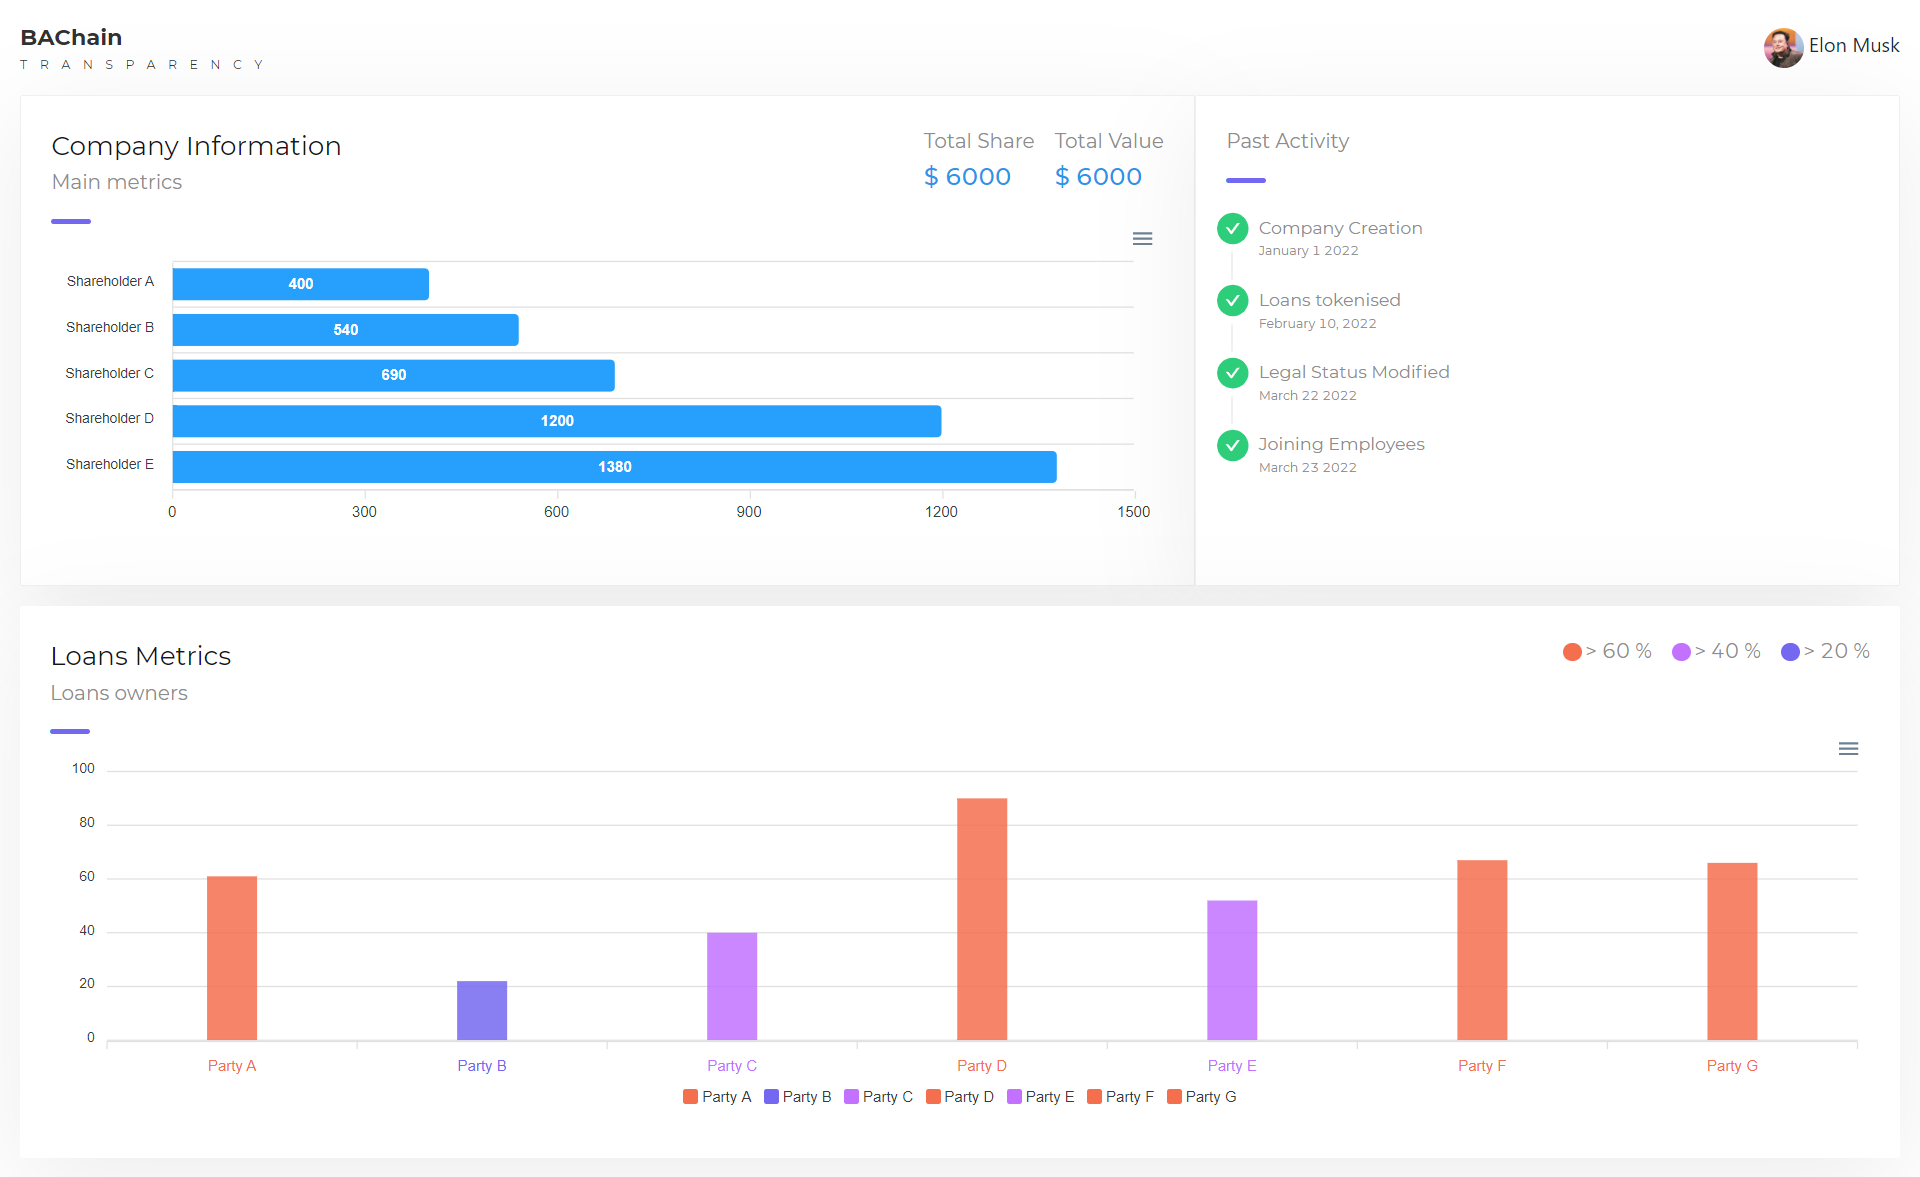 BAChain
TRANSPARENCY
Elon Musk
Company Information
Main metrics
Total Share
$ 6000
Total Value
$ 6000
Shareholder A
400
Shareholder B
540
Shareholder C
690
Shareholder D
1200
Shareholder E
1380
0 300 600 900 1200 1500
Past Activity
Company Creation
January 1 2022
Loans tokenised
February 10, 2022
Legal Status Modified
March 22 2022
Joining Employees
March 23 2022
Loans Metrics
Loans owners
> 60 % > 40 % > 20 %
100
80
60
40
20
0
Party A Party B Party C Party D Party E Party F Party G
Party A Party B Party C Party D Party E Party F Party G